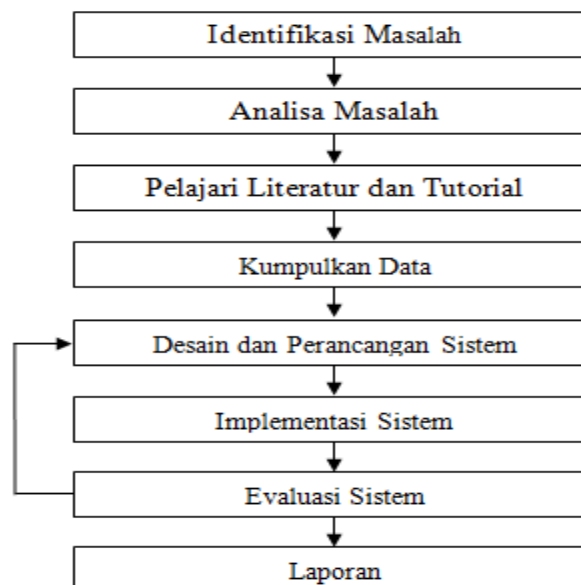 Identifikasi Masalah
Analisa Masalah
Pelajari Literatur dan Tutorial
Kumpulkan Data
Desain dan Perancangan Sistem
Implementasi Sistem
Evaluasi Sistem
Laporan